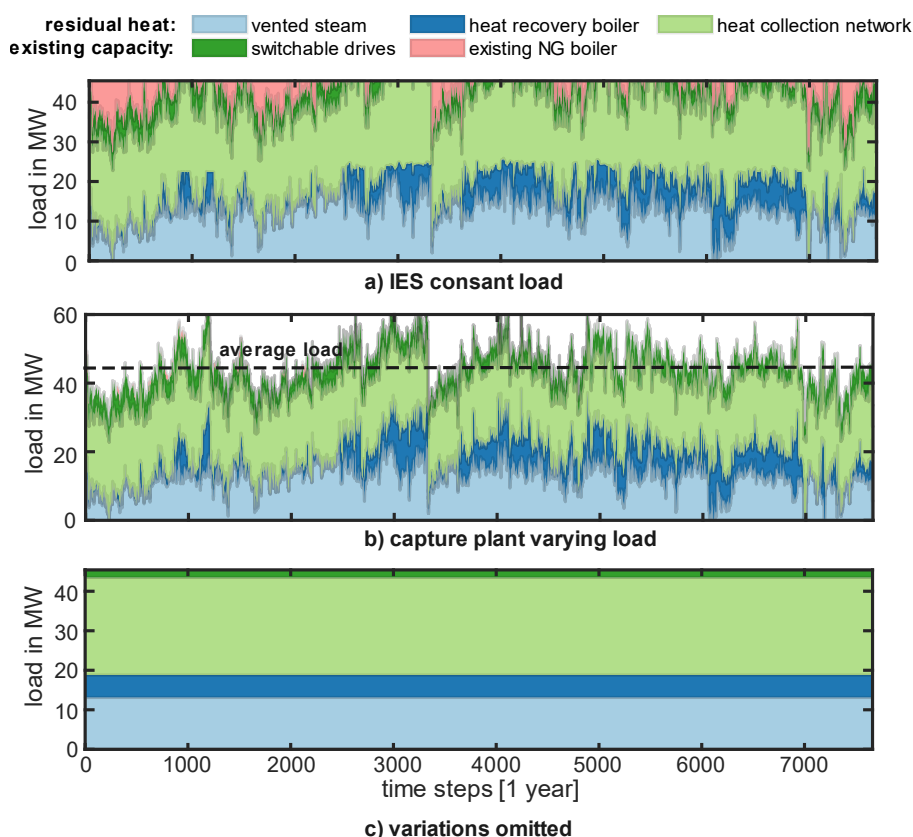 residual heat: vented steam heat recovery boiler heat collection network
existing capacity: switchable drives existing NG boiler
load in MW
40
30
20
10
0
a) IES consant load
load in MW
60
40
20
0
average load
b) capture plant varying load
load in MW
40
30
20
10
0
0 1000 2000 3000 4000 5000 6000 7000
time steps [1 year]
c) variations omitted